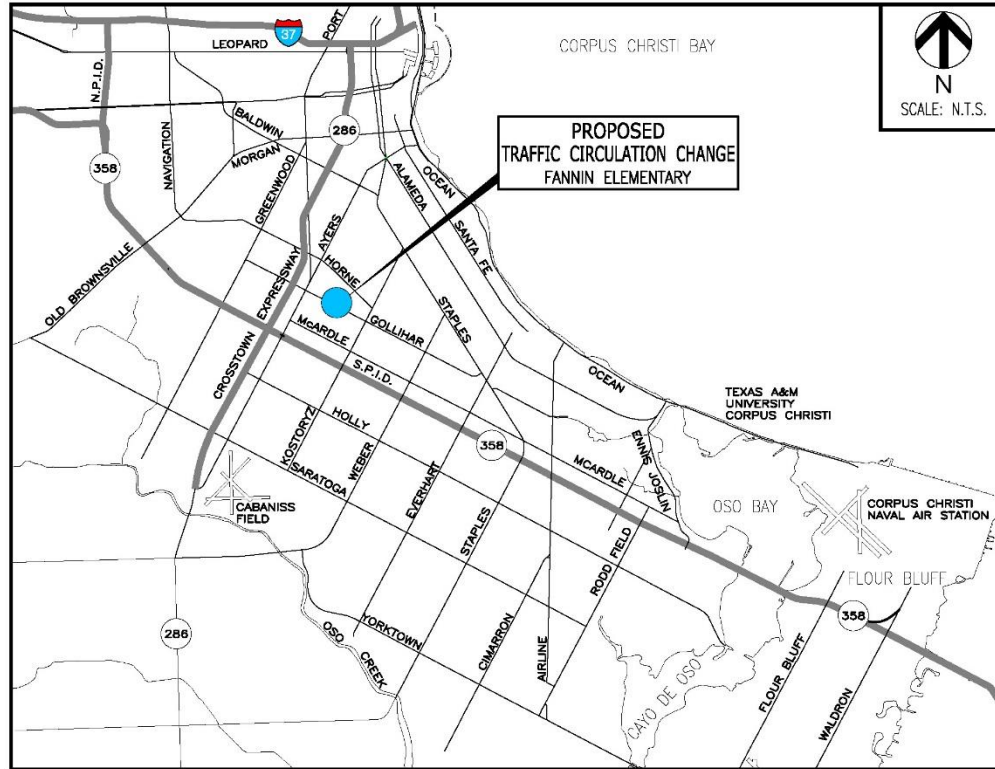 37
PORT
LEOPARD
CORPUS CHRISTI BAY
N
SCALE: N.T.S.
N.P.I.D.
BALDWIN
286
PROPOSED
TRAFFIC CIRCULATION CHANGE
FANNIN ELEMENTARY
NAVIGATION
MORGAN
358
GREENWOOD
ALAMEDA
OCEAN
SANTA FE
AYERS
HORNE
OLD BROWNSVILLE
EXPRESSWAY
CROSSTOWN
STAPLES
McARDLE
GOLLIHAR
S.P.I.D.
OCEAN
TEXAS A&M
UNIVERSITY
CORPUS CHRISTI
KOSTORYZ
HOLLY
WEBER
SARATOGA
EVERHART
358
STAPLES
MCARDLE
ENNIS JOSLIN
OSO BAY
CORPUS CHRISTI
NAVAL AIR STATION
CABANISS
FIELD
RODD FIELD
FLOUR BLUFF
286
OSO CREEK
YORKTOWN
CIMARRON
AIRLINE
CAYO DE OSO
358
FLOUR BLUFF
WALDRON